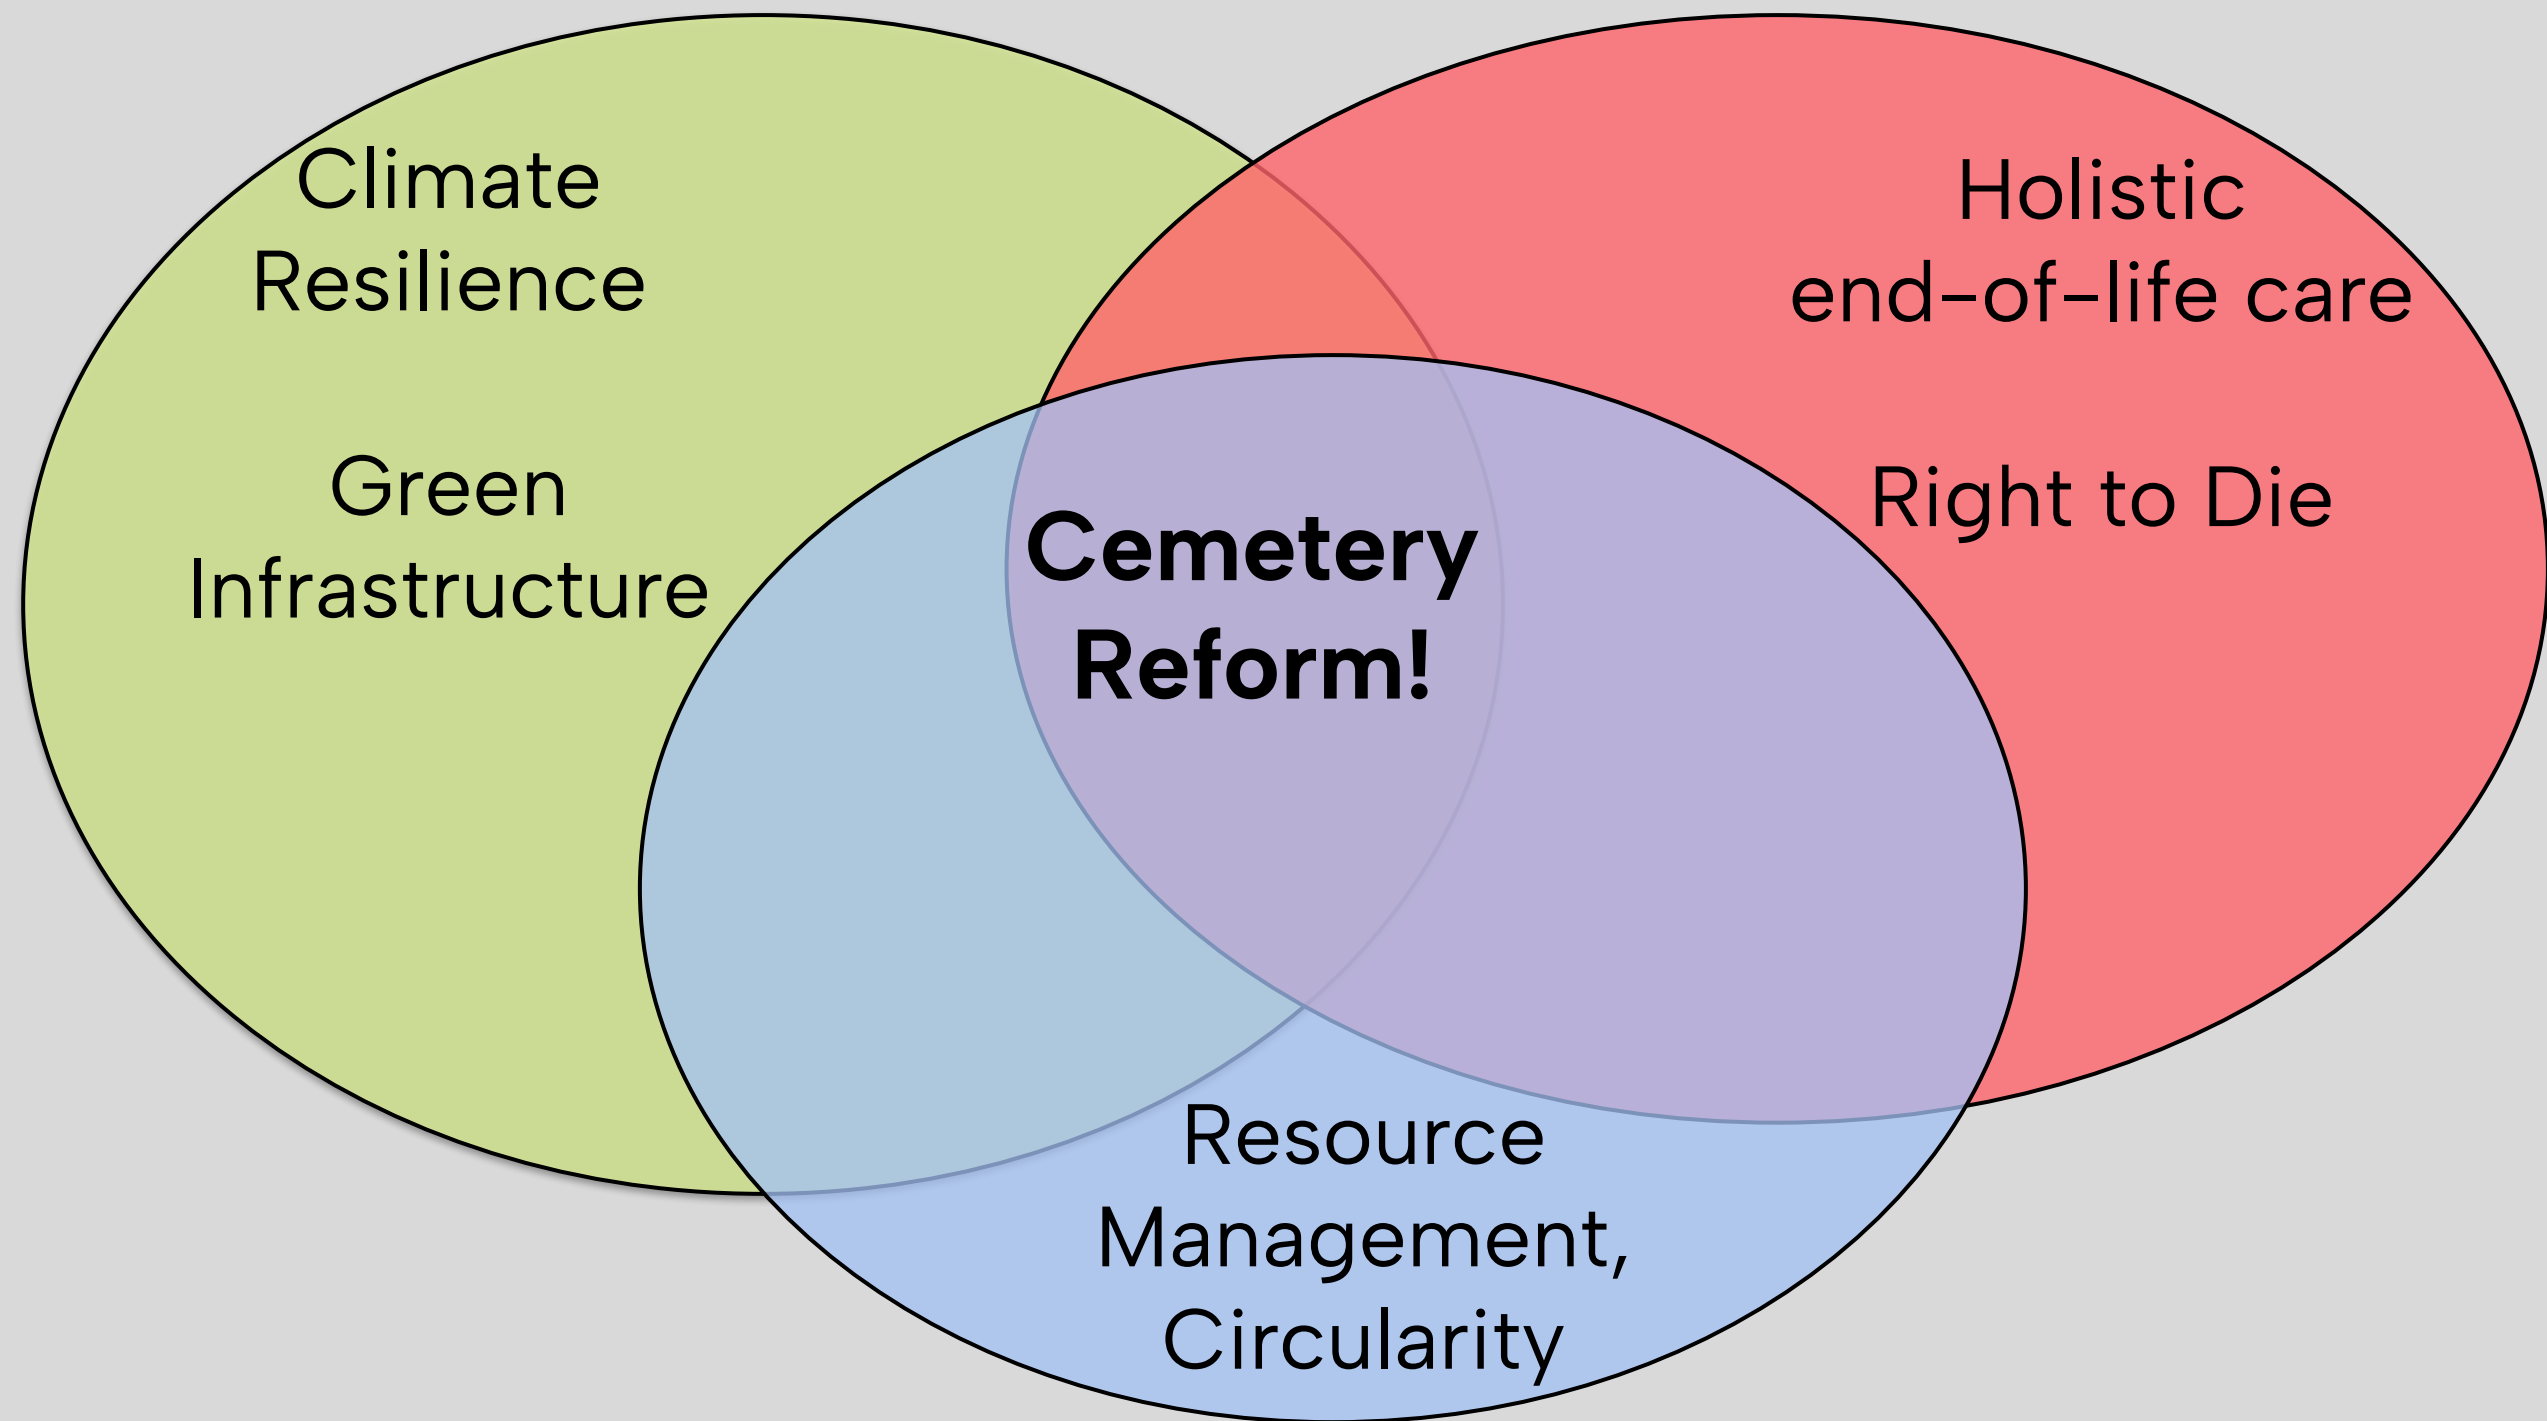 Climate
Resilience
Green
Infrastructure
Holistic
end-of-life care
Right to Die
Cemetery
Reform!
Resource
Management,
Circularity